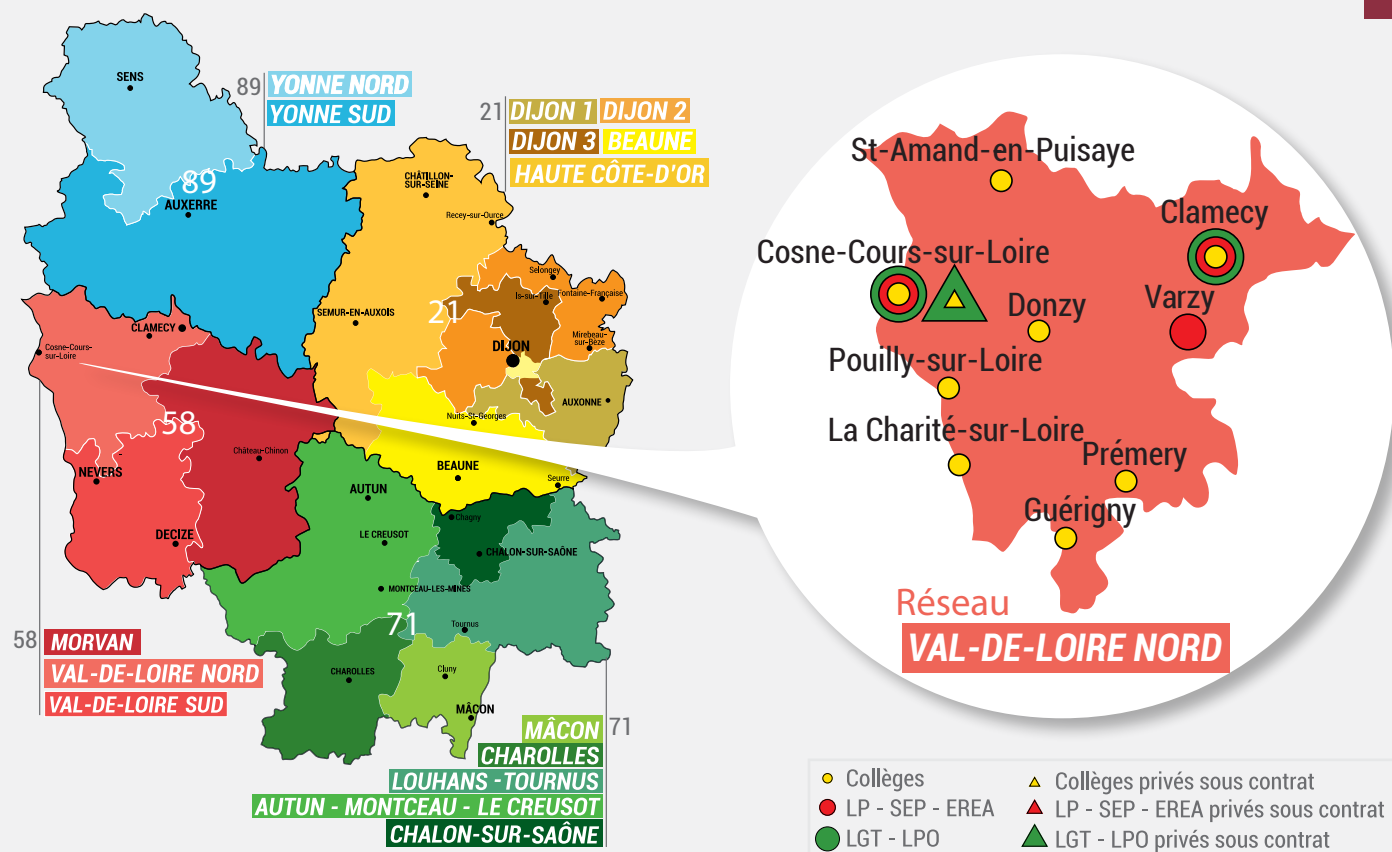 SENS
89
YONNE NORD
YONNE SUD
89
AUXERRE
21
DIJON 1 DIJON 2
DIJON 3 BEAUNE
HAUTE CÔTE-D'OR
CHÂTILLON-
SUR-SEINE
Recey-sur-Ource
Selongey
Is-sur-Tille
Fontaine-Française
SEMUR-EN-AUXOIS
21
Mirebeau-
sur-Bèze
DIJON
AUXONNE
CLAMECY
Cosne-Cours-
sur-Loire
58
Nuits-St-Georges
Château-Chinon
BEAUNE
Seurre
NEVERS
AUTUN
Chagny
DECIZE
LE CREUSOT
CHALON-SUR-SAÔNE
MONTCEAU-LES-MINES
71
Tournus
CHAROLLES
Cluny
MÂCON
58
MORVAN
VAL-DE-LOIRE NORD
VAL-DE-LOIRE SUD
71
MÂCON
CHAROLLES
LOUHANS - TOURNUS
AUTUN - MONTCEAU - LE CREUSOT
CHALON-SUR-SAÔNE
St-Amand-en-Puisaye
Clamecy
Cosne-Cours-sur-Loire
Donzy
Varzy
Pouilly-sur-Loire
La Charité-sur-Loire
Prémery
Guérigny
Réseau
VAL-DE-LOIRE NORD
Collèges
LP - SEP - EREA
LGT - LPO
Collèges privés sous contrat
LP - SEP - EREA privés sous contrat
LGT - LPO privés sous contrat